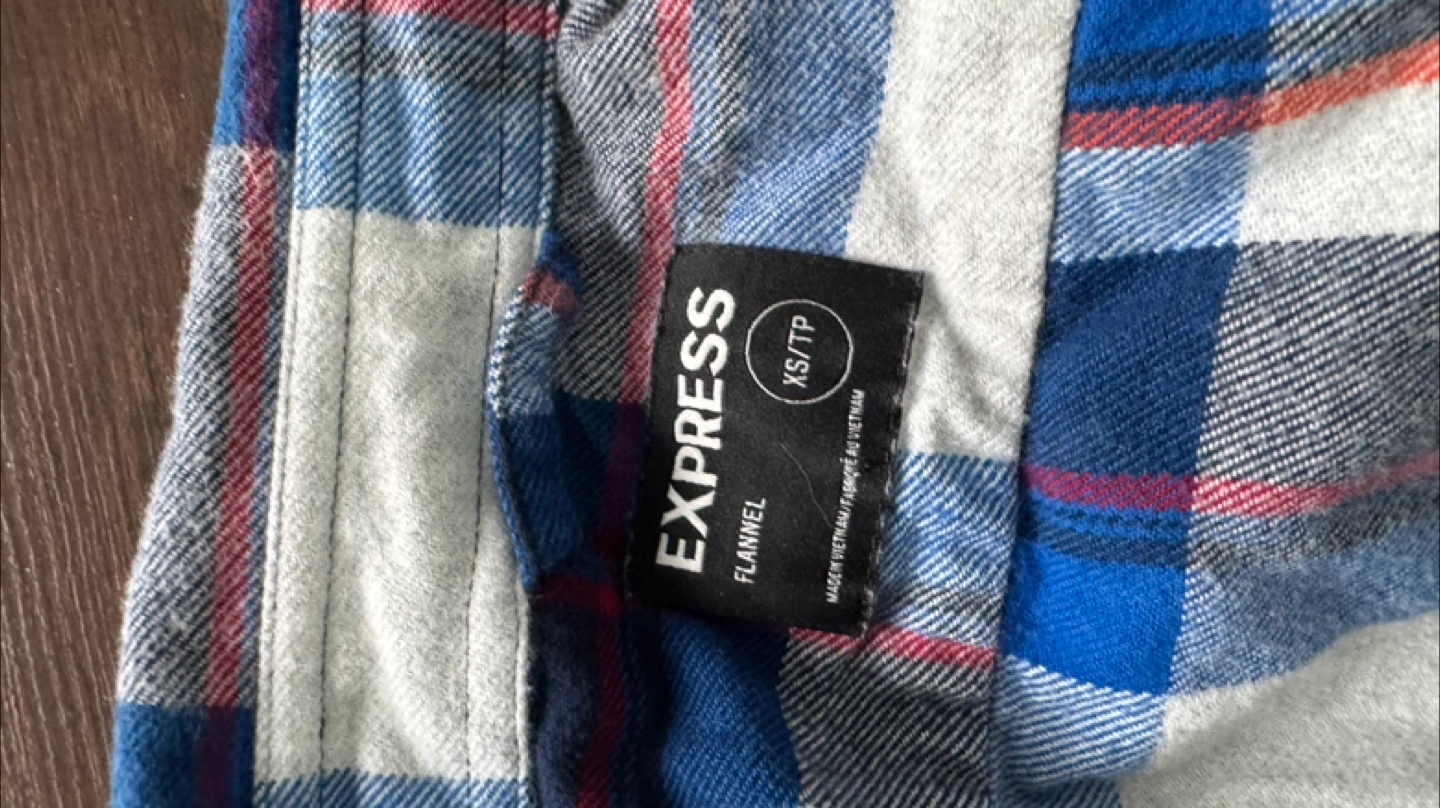 EXPRESS
FLANNEL
XS/TP
MADE IN VIETNAM/FABRIQUÉ AU VIETNAM